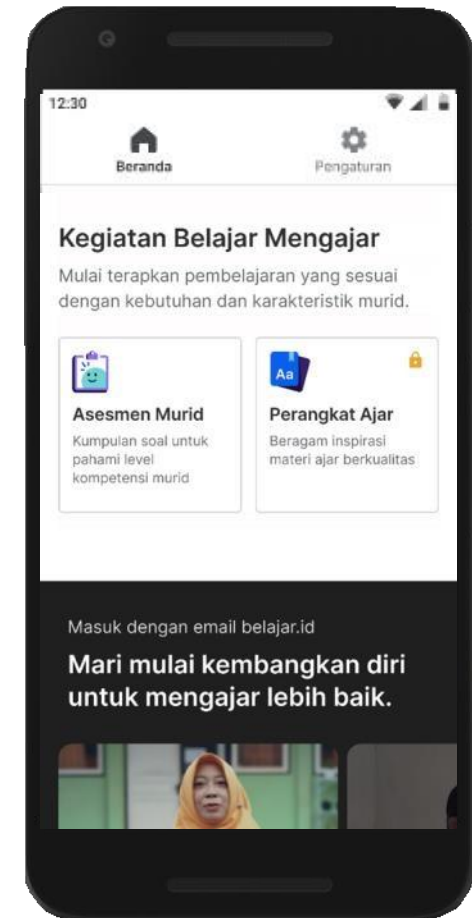 12:30
Beranda
Pengaturan
Kegiatan Belajar Mengajar
Mulai terapkan pembelajaran yang sesuai
dengan kebutuhan dan karakteristik murid.
Asesmen Murid
Kumpulan soal untuk
pahami level
kompetensi murid
Aa
Perangkat Ajar
Beragam inspirasi
materi ajar berkualitas
Masuk dengan email belajar.id
Mari mulai kembangkan diri
untuk mengajar lebih baik.